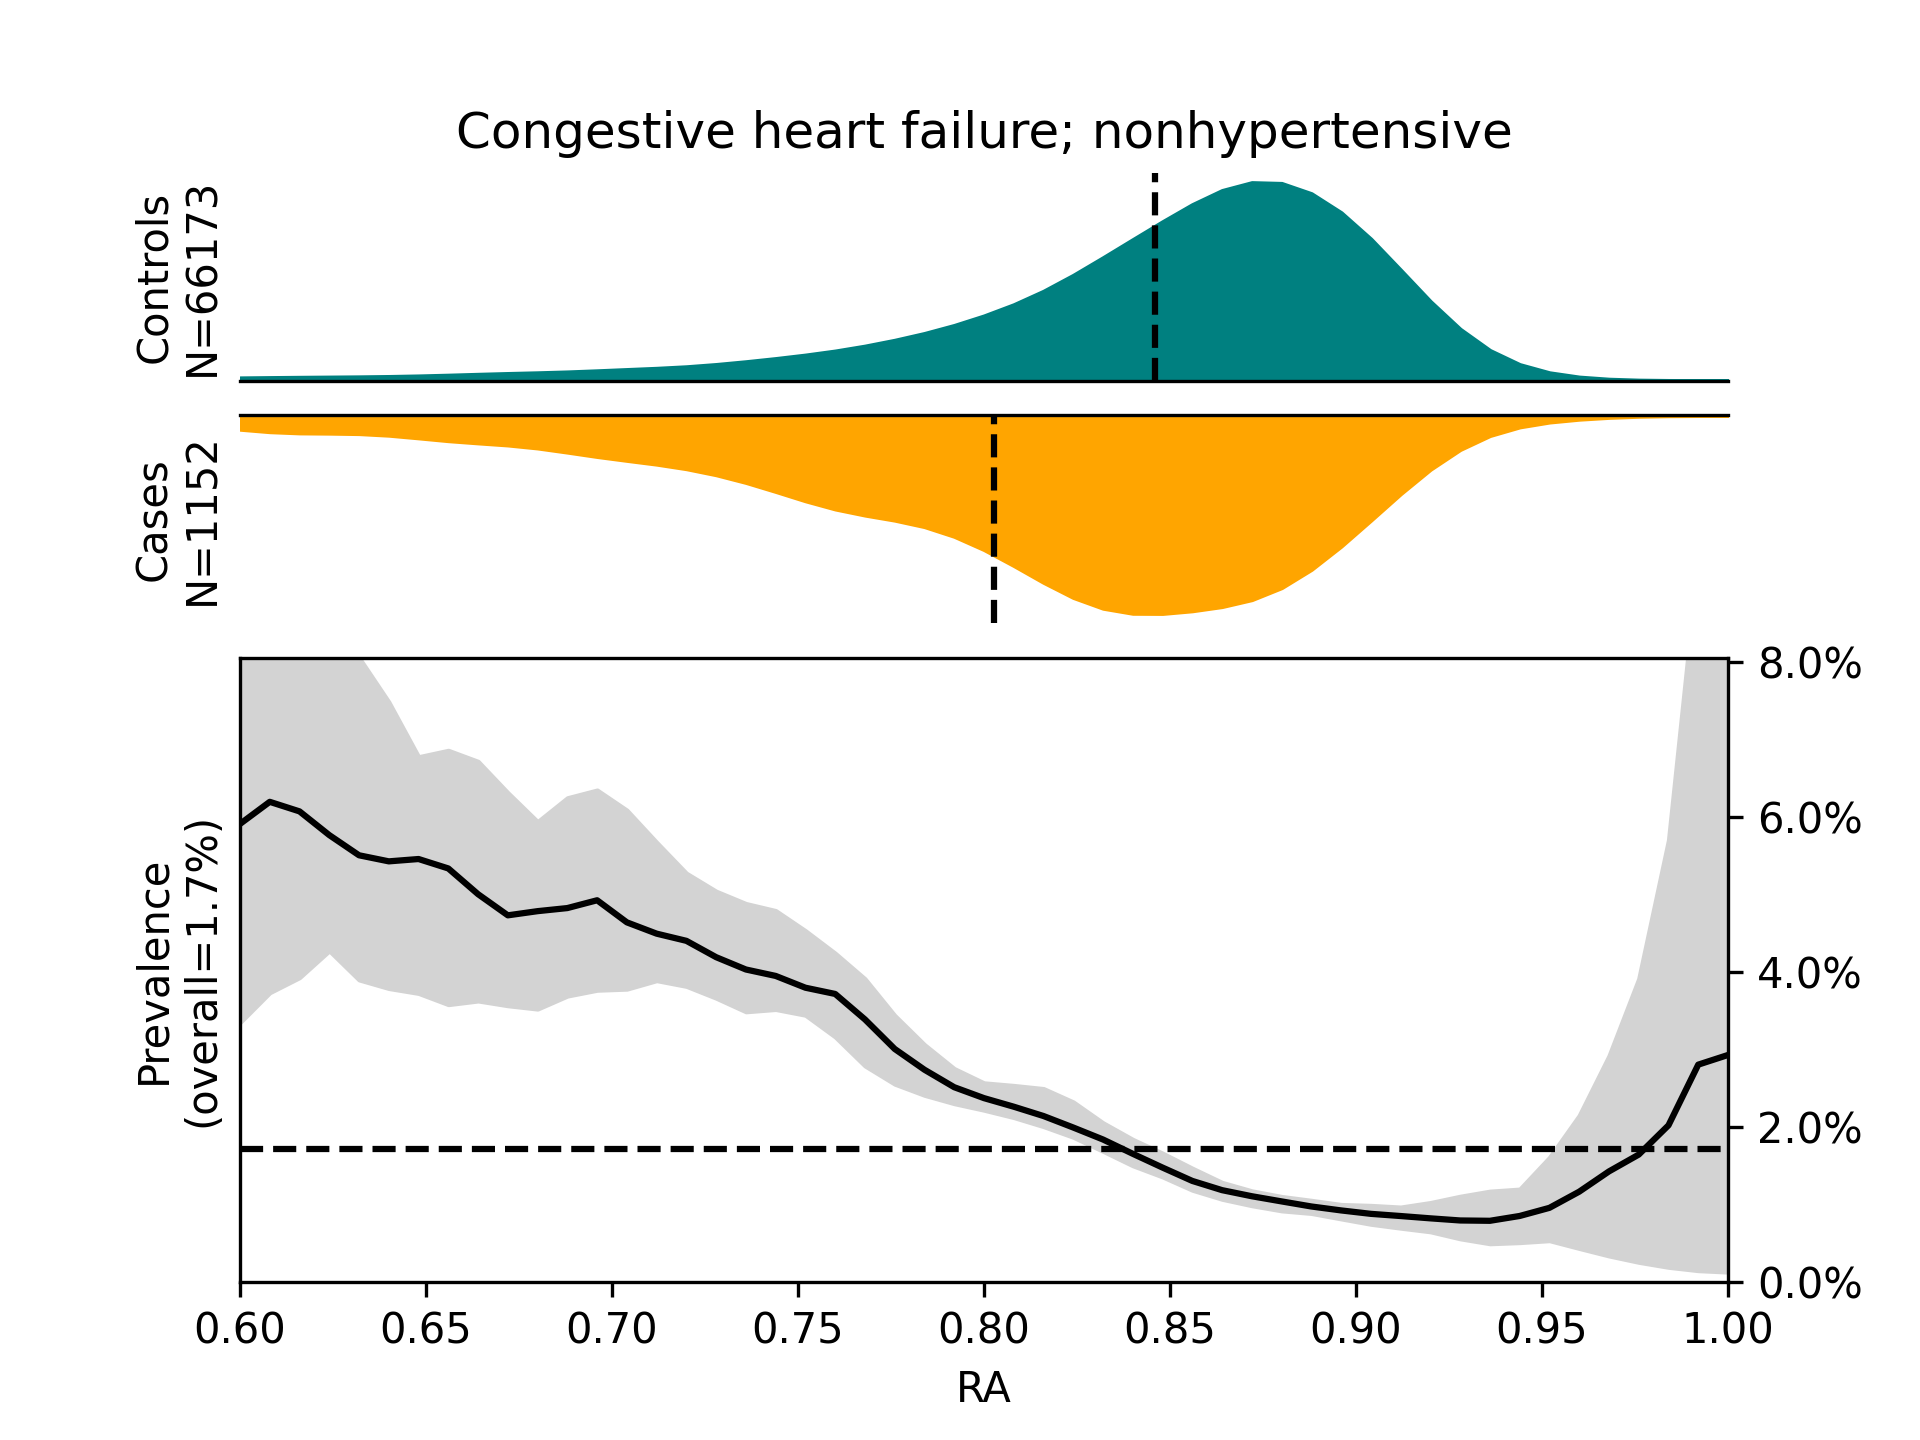 Congestive heart failure; nonhypertensive
Controls
N=66173
Cases
N=1152
Prevalence
(overall=1.7%)
8.0%
6.0%
4.0%
2.0%
0.0%
0.60 0.65 0.70 0.75 0.80 0.85 0.90 0.95 1.00
RA